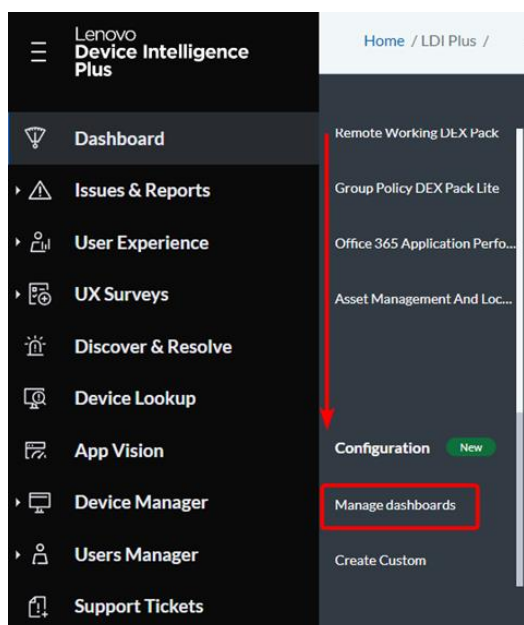 Lenovo
Device Intelligence
Plus
Dashboard
Issues & Reports
User Experience
UX Surveys
Discover & Resolve
Device Lookup
App Vision
Device Manager
Users Manager
Support Tickets
Home / LDI Plus /
Remote Working DEX Pack
Group Policy DEX Pack Lite
Office 365 Application Perfo...
Asset Management And Loc...
Configuration New
Manage dashboards
Create Custom